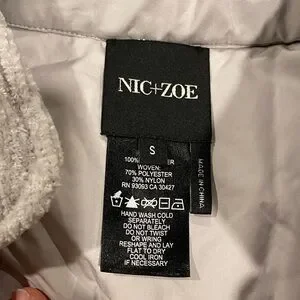 NIC+ZOE
S
100%
WOVEN:
70% POLYESTER
30% NYLON
RN 93093 CA 30427
HAND WASH COLD
SEPARATELY
DO NOT BLEACH
DO NOT TWIST
OR WRING
RESHAPE AND LAY
FLAT TO DRY
COOL IRON
IF NECESSARY
MADE IN CHINA